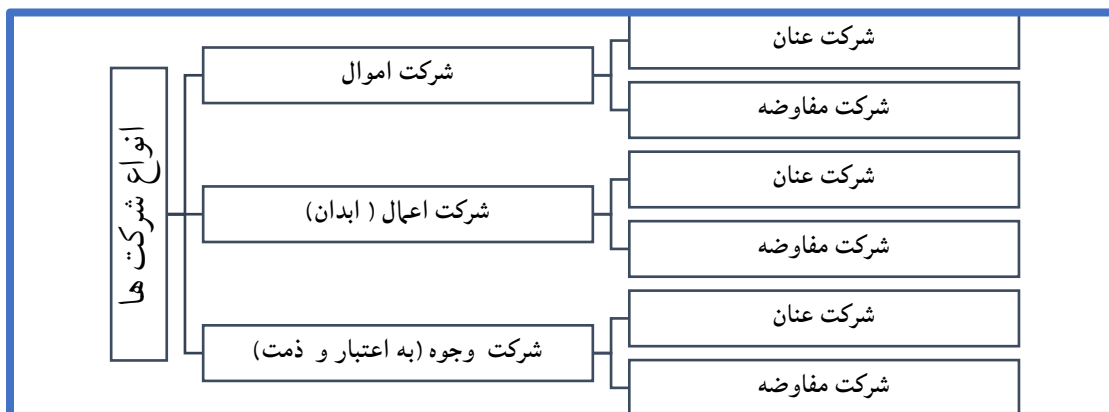 انواع شرکت ها
شرکت اموال
شرکت عنان
شرکت مفاوضه
شرکت اعمال ( ابدان)
شرکت عنان
شرکت مفاوضه
شرکت وجوه (به اعتبار و ذمت)
شرکت عنان
شرکت مفاوضه